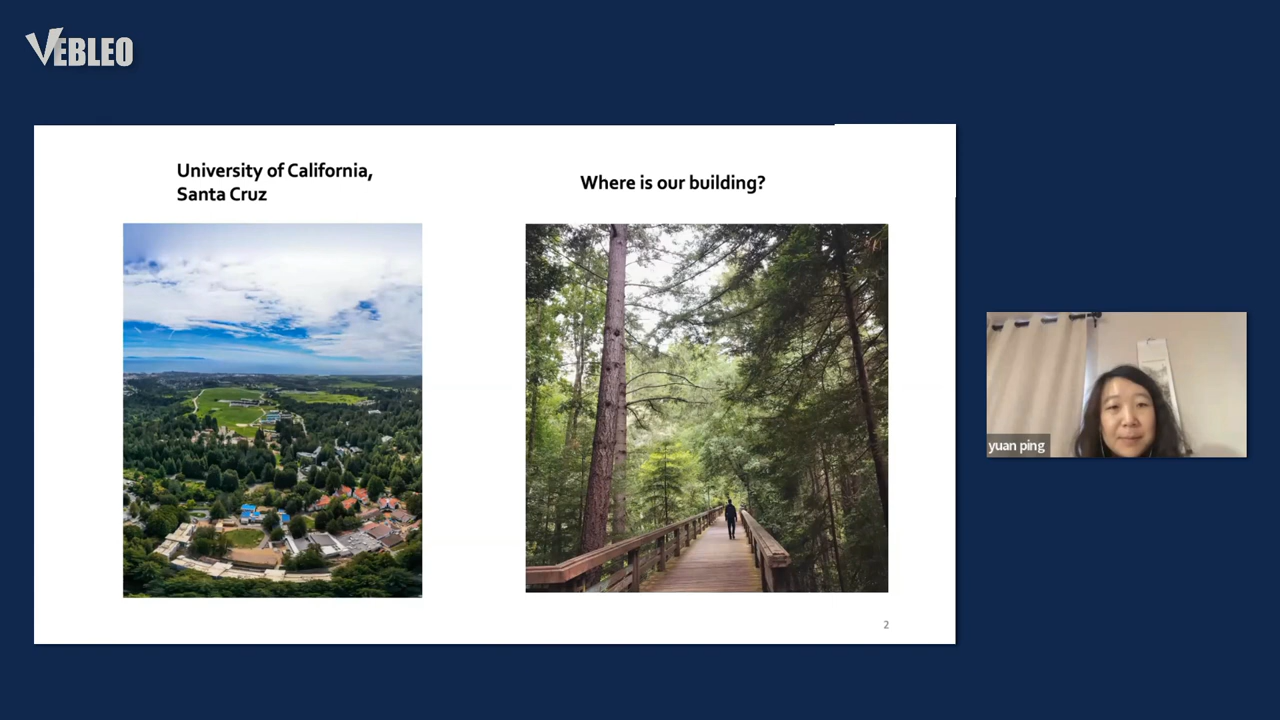 VEBLEO
University of California,
Santa Cruz
Where is our building?
yuan ping
2